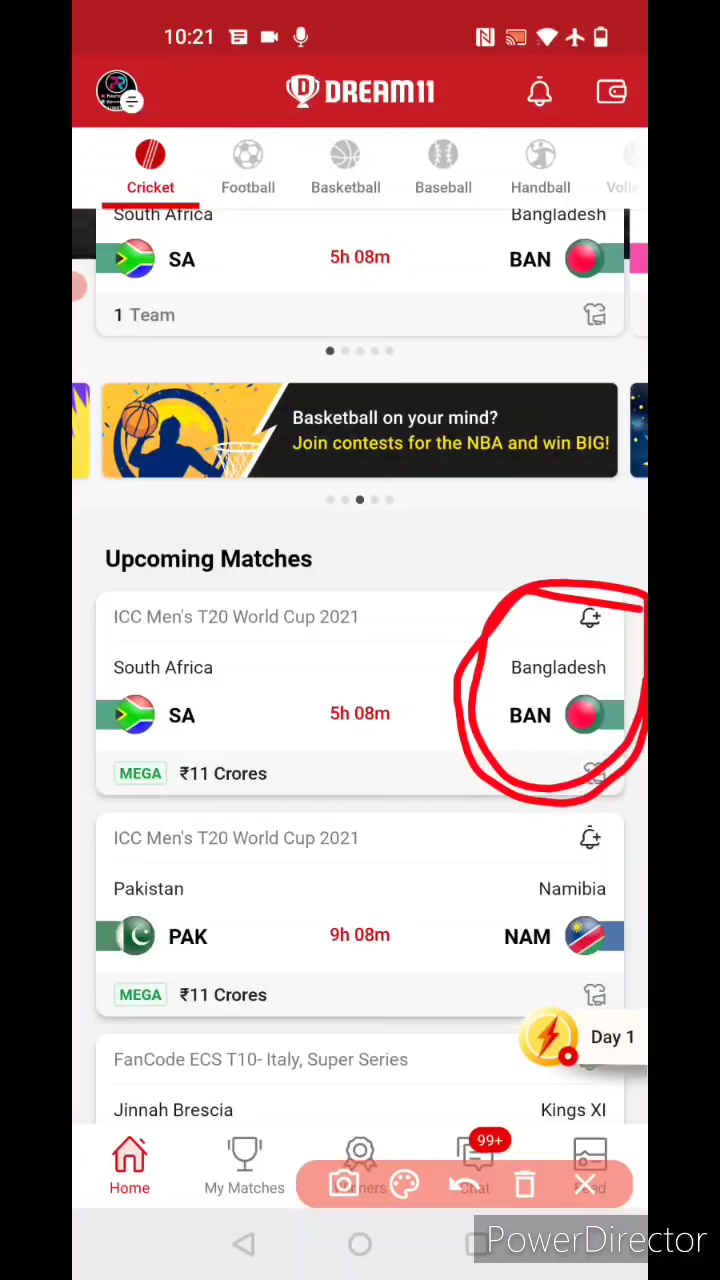 10:21
DREAM11
Cricket Football Basketball Baseball Handball Volle
South Africa Bangladesh
SA 5h 08m BAN
1 Team
Basketball on your mind?
Join contests for the NBA and win BIG!
Upcoming Matches
ICC Men's T20 World Cup 2021
South Africa Bangladesh
SA 5h 08m BAN
MEGA ₹11 Crores
ICC Men's T20 World Cup 2021
Pakistan Namibia
PAK 9h 08m NAM
MEGA ₹11 Crores
Day 1
FanCode ECS T10- Italy, Super Series
Jinnah Brescia Kings XI
99+
Home My Matches Winners Chat Feed
PowerDirector